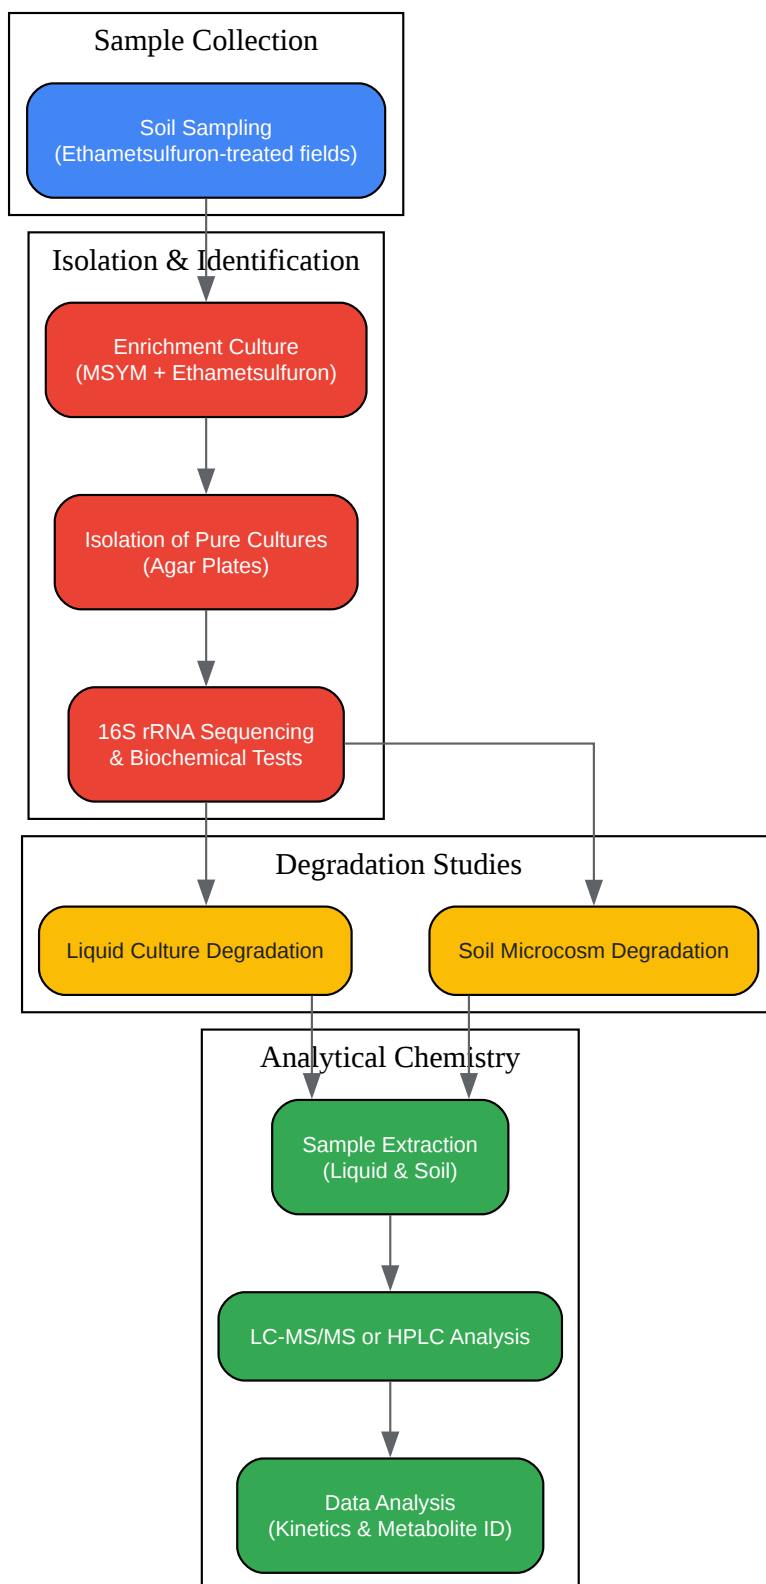 Sample Collection
Soil Sampling
(Ethametsulfuron-treated fields)
Isolation & Identification
Enrichment Culture
(MSYM + Ethametsulfuron)
Isolation of Pure Cultures
(Agar Plates)
16S rRNA Sequencing
& Biochemical Tests
Degradation Studies
Liquid Culture Degradation
Soil Microcosm Degradation
Analytical Chemistry
Sample Extraction
(Liquid & Soil)
LC-MS/MS or HPLC Analysis
Data Analysis
(Kinetics & Metabolite ID)